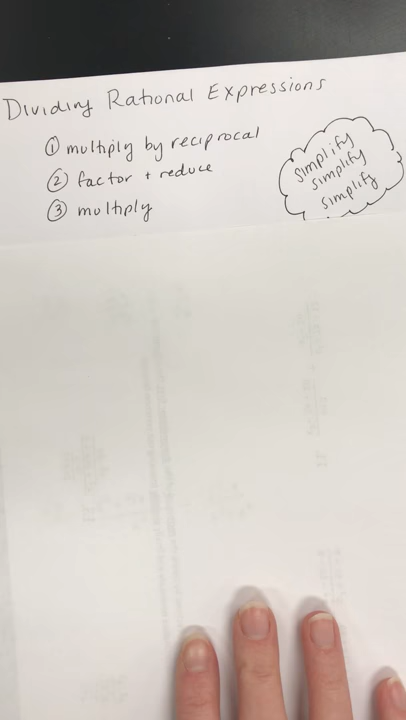 Dividing Rational Expressions
① multiply by reciprocal
② factor + reduce
③ multiply
simplify
simplify
simplify